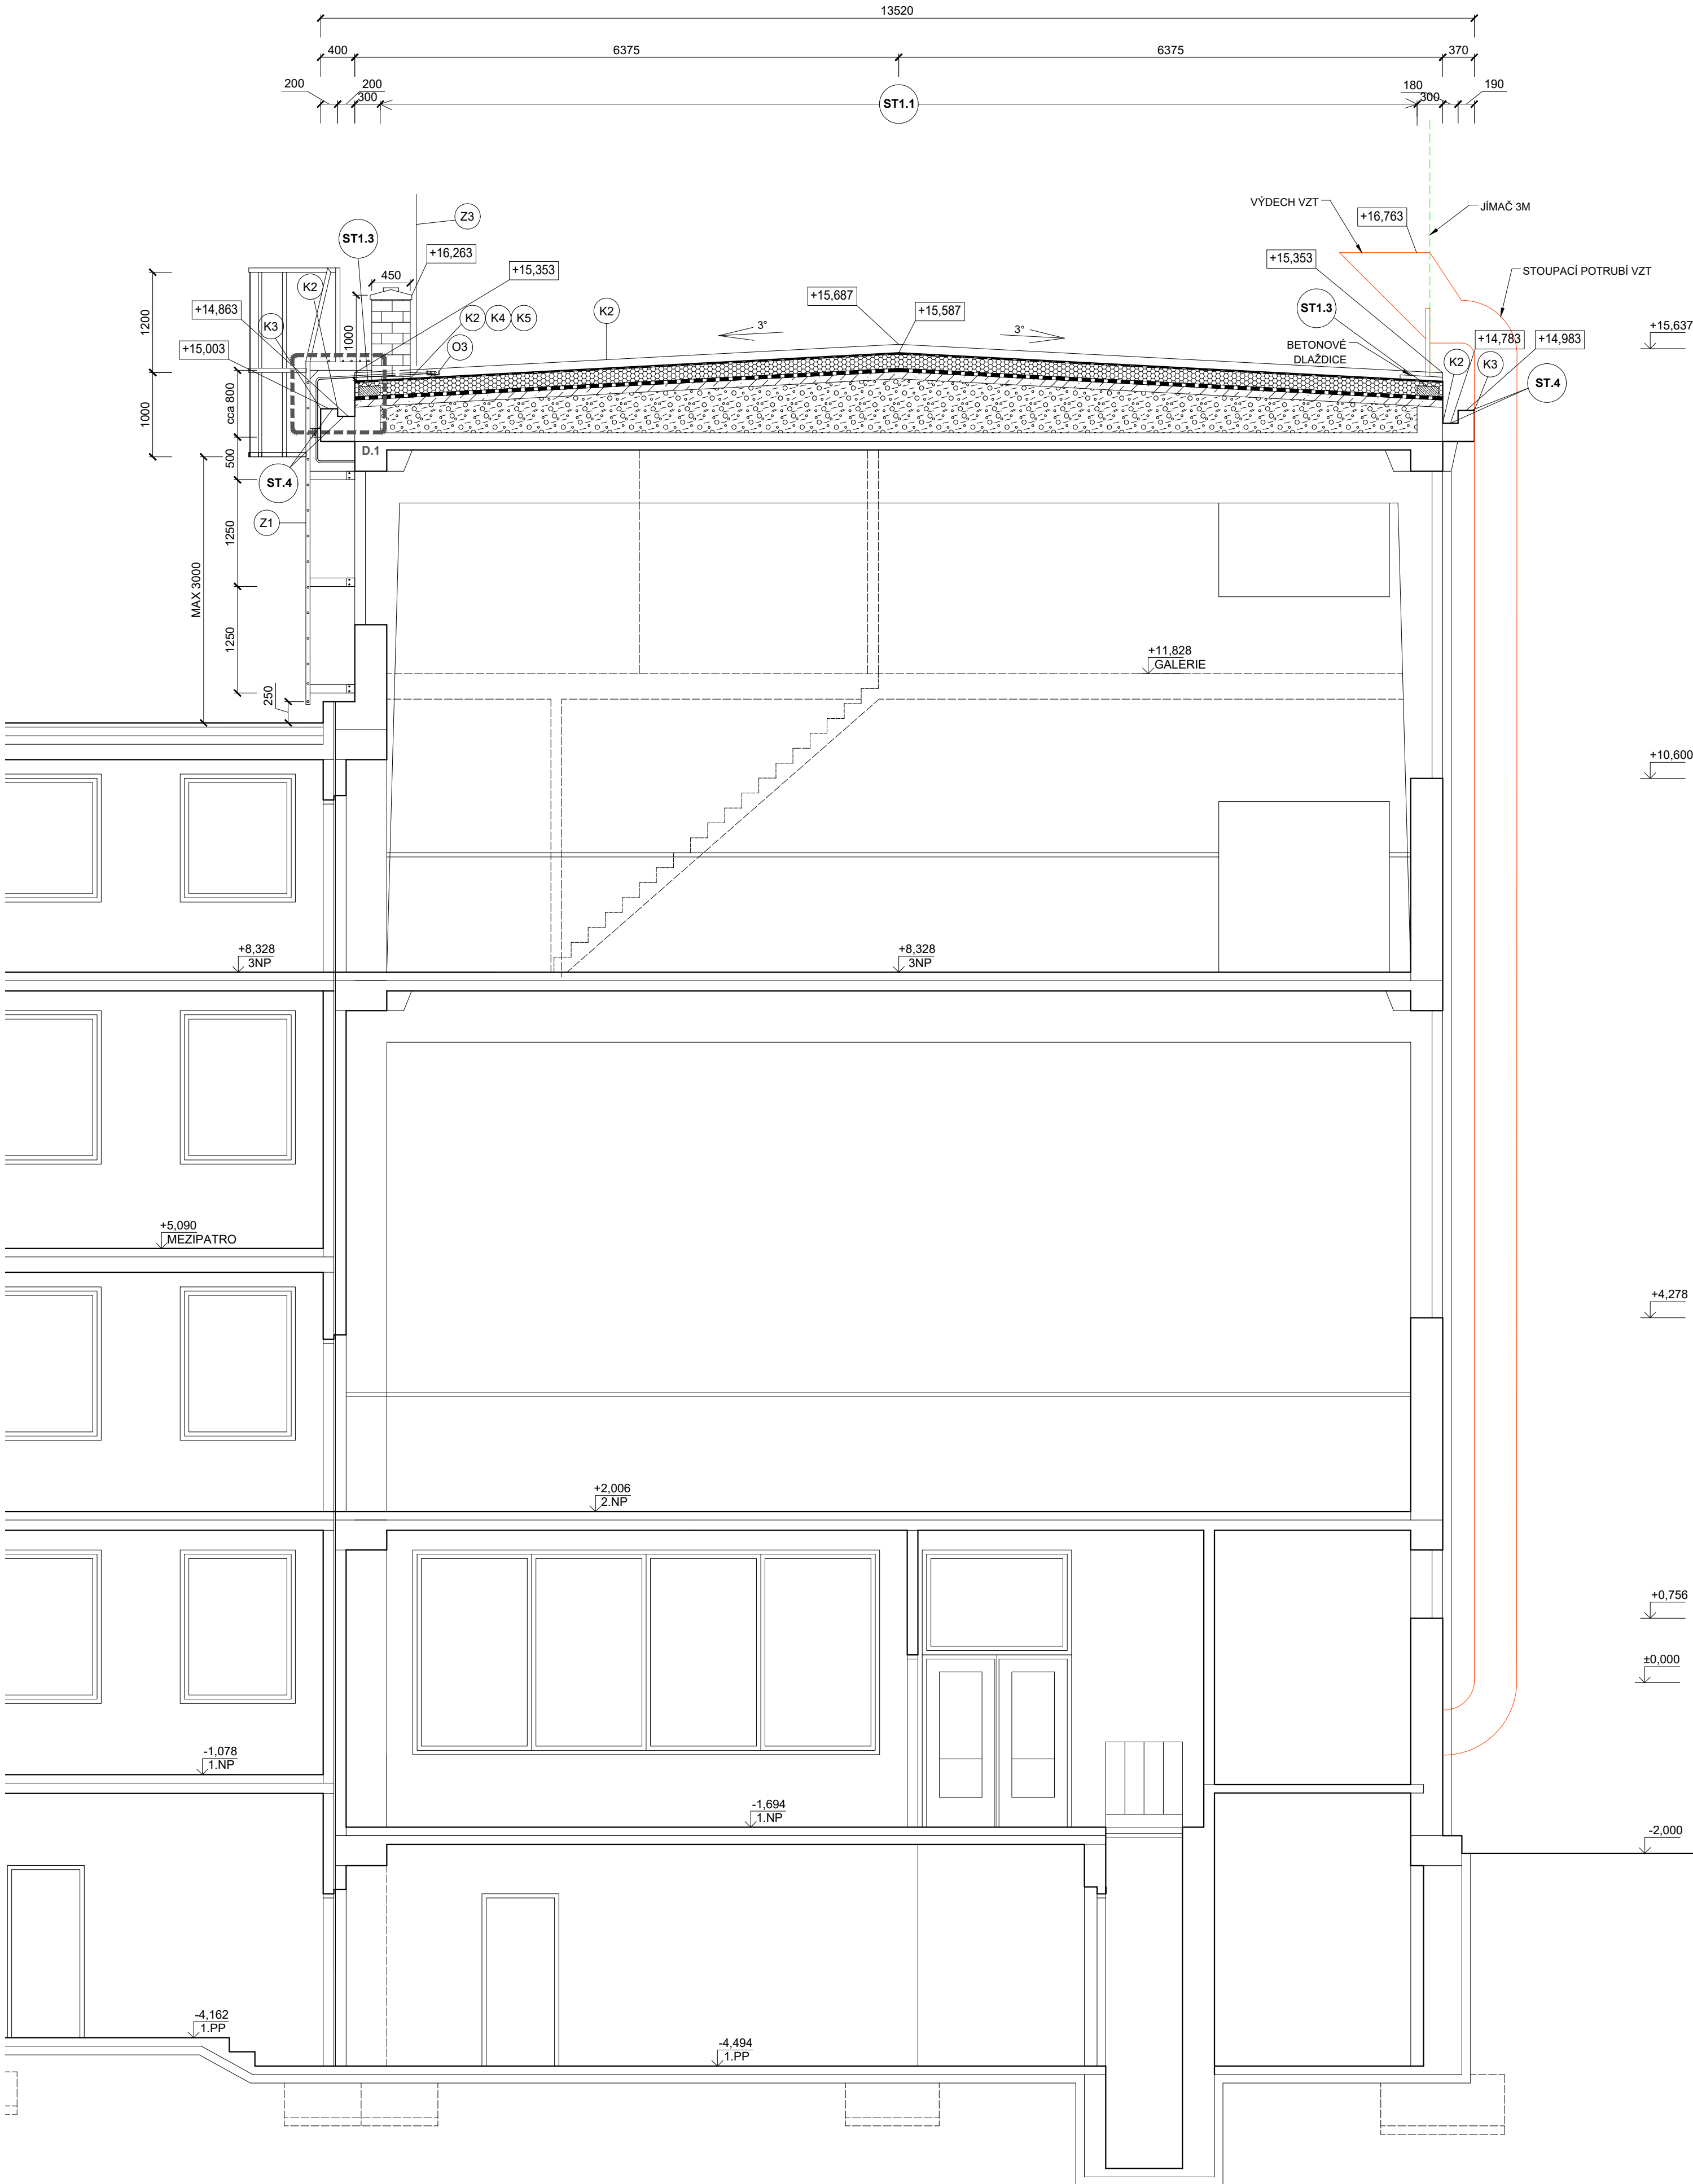 13520
400
6375
6375
370
200
200
300
ST1.1
180
300
190
Z3
VÝDECH VZT
+16,763
JÍMAČ 3M
ST1.3
+16,263
+15,353
+15,353
STOUPACÍ POTRUBÍ VZT
450
K2
+14,863
K3
+15,003
1200
1000
K2
K4
K5
K2
O3
+15,687
+15,587
3°
3°
ST1.3
BETONOVÉ
DLAŽDICE
+14,783
+14,983
K2
K3
ST.4
+15,637
1000
cca 800
500
D.1
ST.4
Z1
MAX 3000
1250
1250
250
+11,828
GALERIE
+10,600
+8,328
3NP
+8,328
3NP
+5,090
MEZIPATRO
+4,278
+2,006
2.NP
+0,756
±0,000
-1,078
1.NP
-1,694
1.NP
-2,000
-4,162
1.PP
-4,494
1.PP